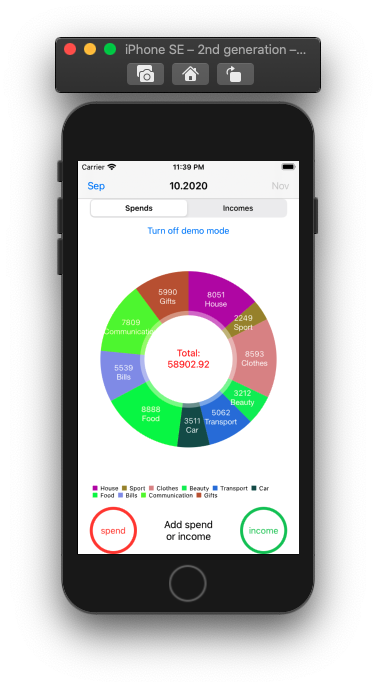 iPhone SE – 2nd generation –...
Carrier 11:39 PM
Sep 10.2020 Nov
Spends Incomes
Turn off demo mode
5990
Gifts
8051
House
2249
Sport
7809
Communication
8593
Clothes
Total:
58902.92
5539
Bills
3212
Beauty
8888
Food
3511
Car
5062
Transport
House Sport Clothes Beauty Transport Car
Food Bills Communication Gifts
spend
Add spend
or income
income